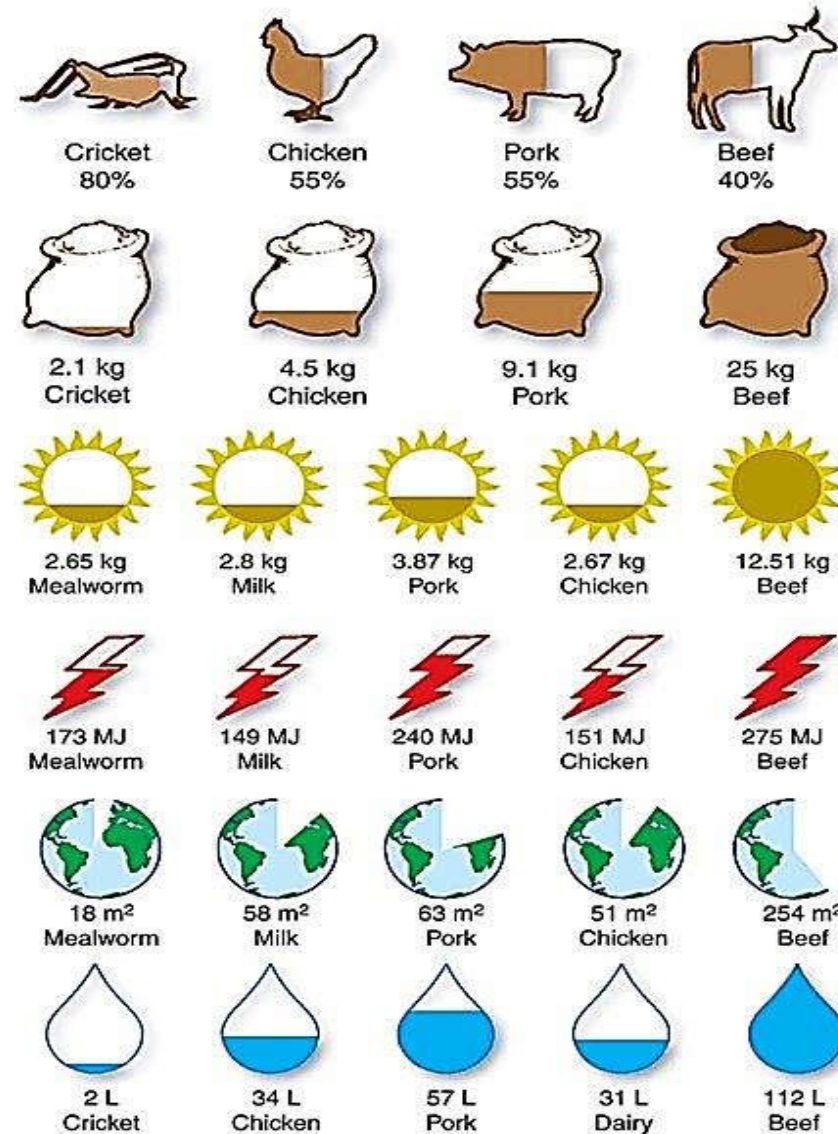 Cricket Chicken Pork Beef
80% 55% 55% 40%
2.1 kg 4.5 kg 9.1 kg 25 kg
Cricket Chicken Pork Beef
2.65 kg 2.8 kg 3.87 kg 2.67 kg 12.51 kg
Mealworm Milk Pork Chicken Beef
173 MJ 149 MJ 240 MJ 151 MJ 275 MJ
Mealworm Milk Pork Chicken Beef
18 m² 58 m² 63 m² 51 m² 254 m²
Mealworm Milk Pork Chicken Beef
2 L 34 L 57 L 31 L 112 L
Cricket Chicken Pork Dairy Beef